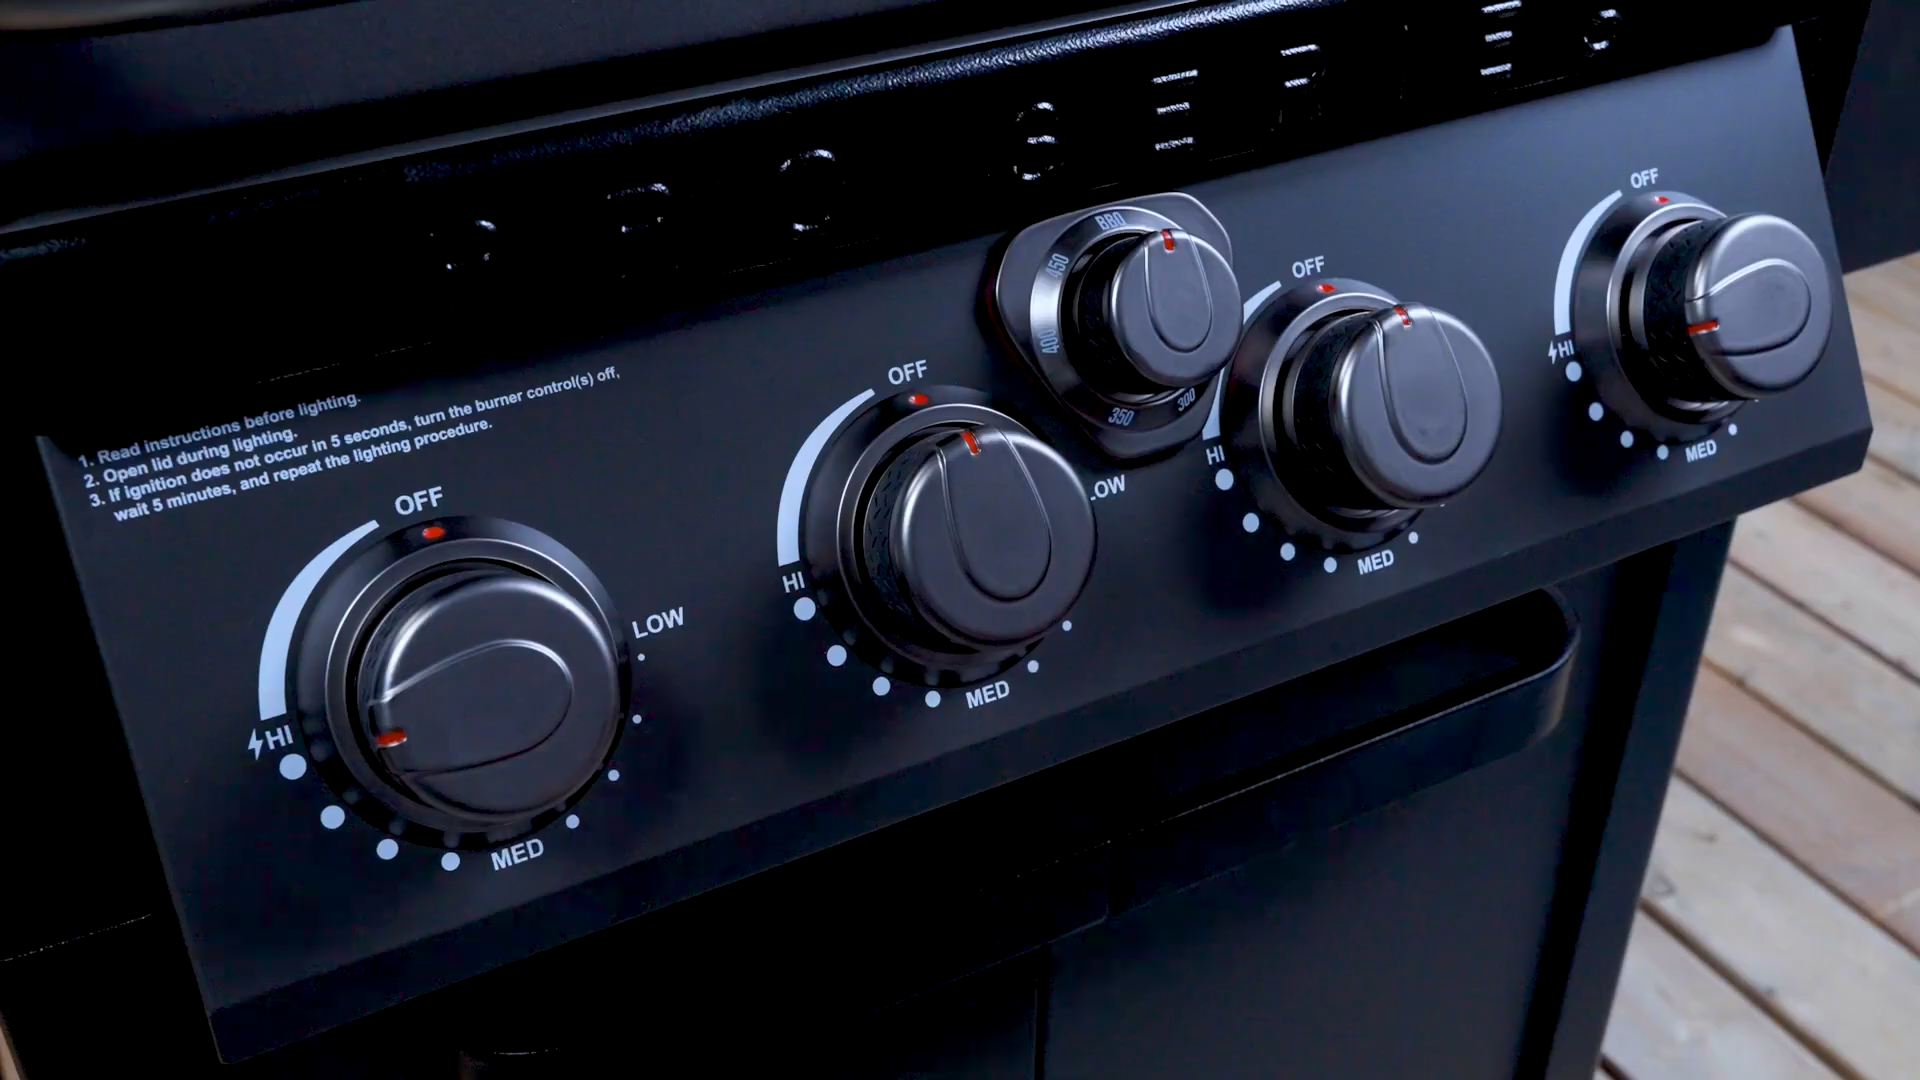 1. Read instructions before lighting.
2. Open lid during lighting.
3. If ignition does not occur in 5 seconds, turn the burner control(s) off,
wait 5 minutes, and repeat the lighting procedure.
OFF
LOW
HI
MED
OFF
LOW
HI
MED
BBQ
450
400
350
300
OFF
HI
MED
OFF
HI
MED